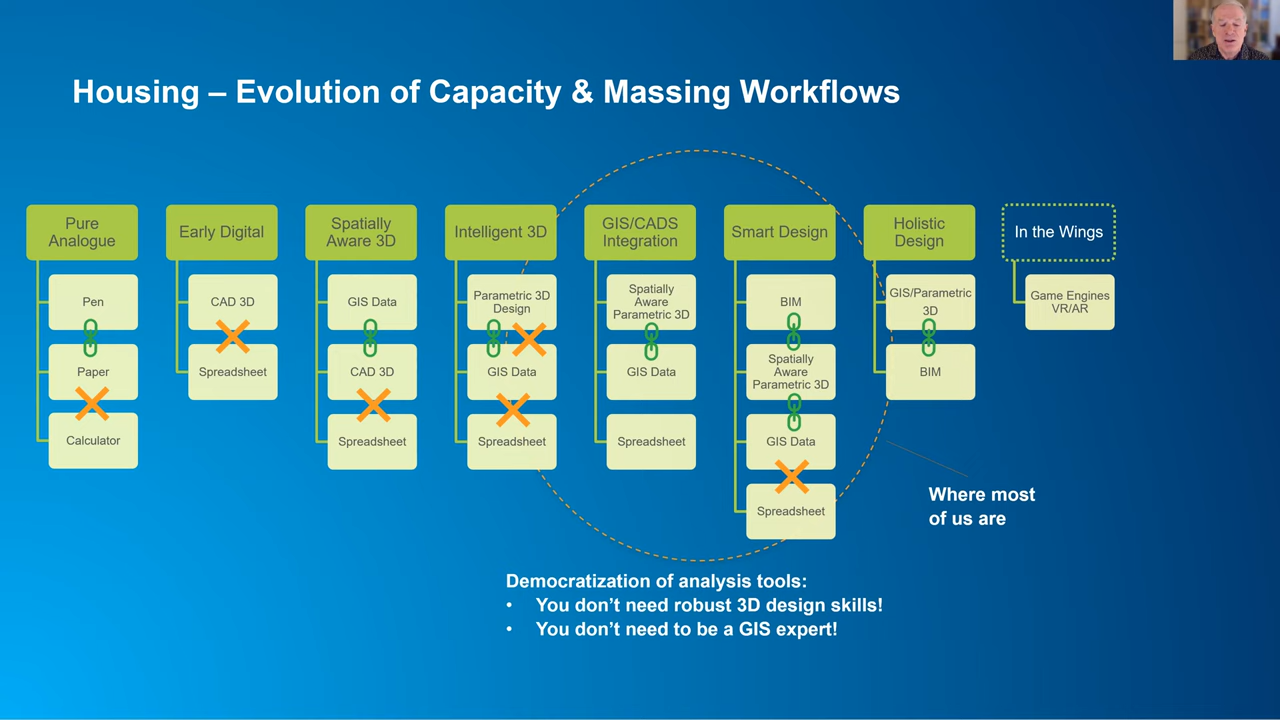 Housing – Evolution of Capacity & Massing Workflows
Pure
Analogue
Pen
Paper
Calculator
Early Digital
CAD 3D
Spreadsheet
Spatially
Aware 3D
GIS Data
CAD 3D
Spreadsheet
Intelligent 3D
Parametric 3D
Design
GIS Data
Spreadsheet
GIS/CADS
Integration
Spatially
Aware
Parametric 3D
GIS Data
Spreadsheet
Smart Design
BIM
Spatially
Aware
Parametric 3D
GIS Data
Spreadsheet
Holistic
Design
GIS/Parametric
3D
BIM
In the Wings
Game Engines
VR/AR
Where most
of us are
Democratization of analysis tools:
• You don’t need robust 3D design skills!
• You don’t need to be a GIS expert!